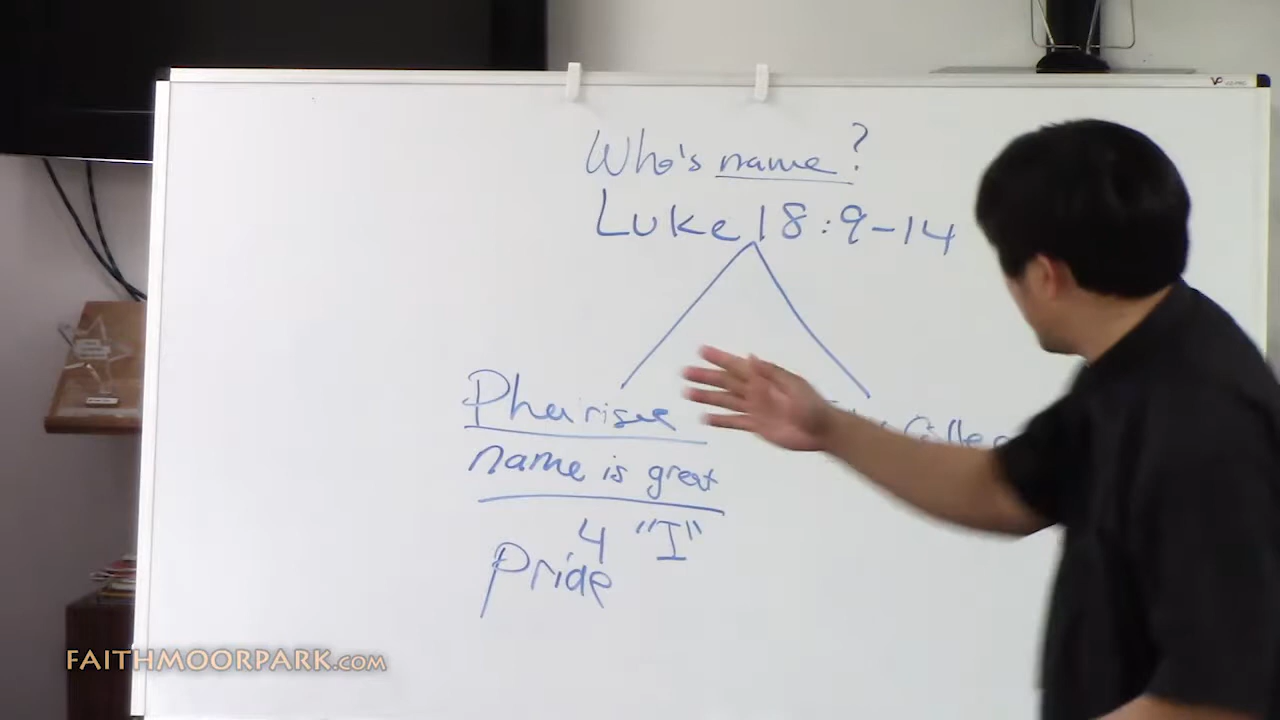 Who's name?
Luke 18:9-14
Pharisee
name is great
4 "I"
Pride
FAITHMOORPARK.COM